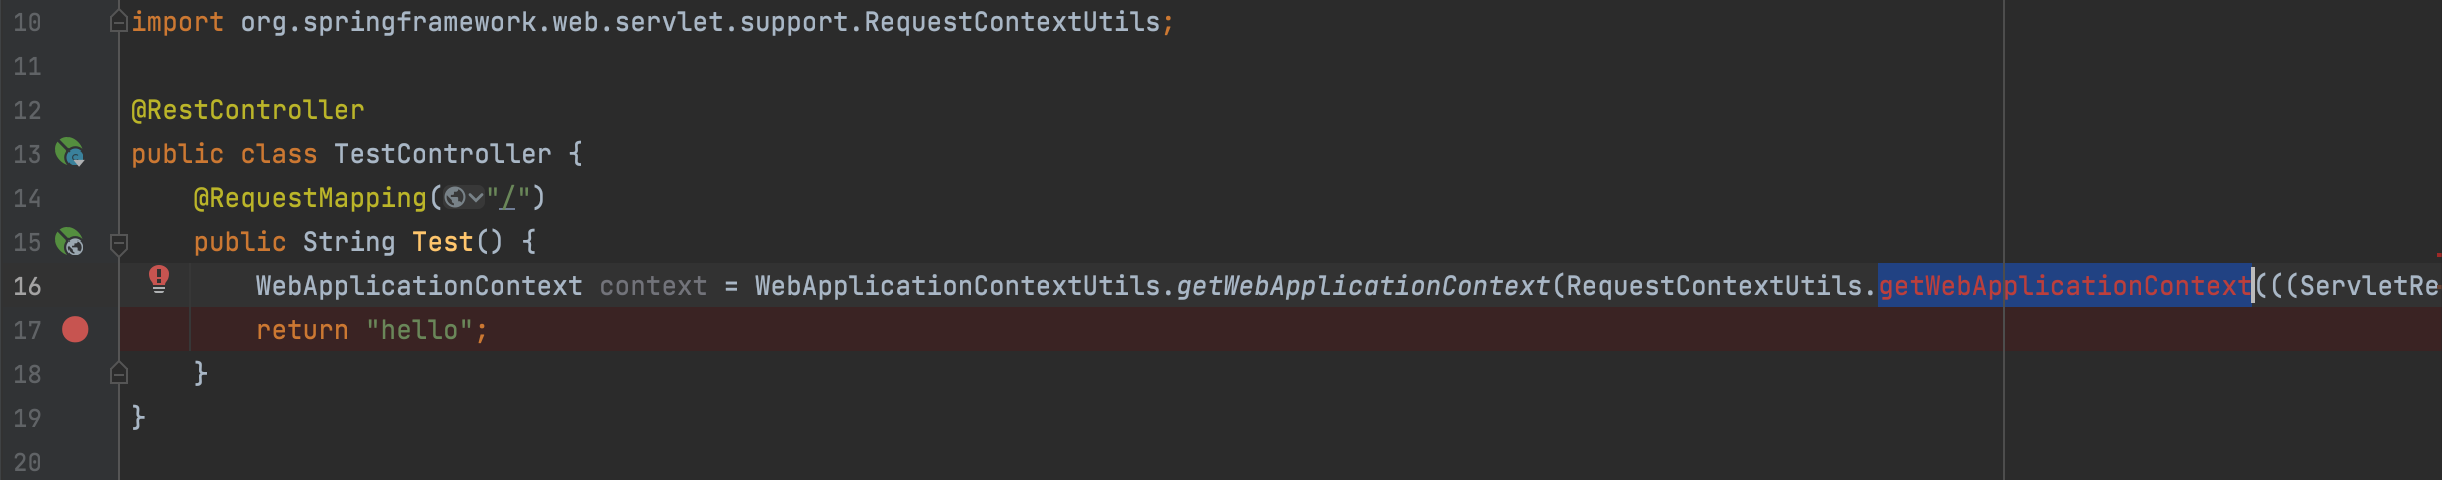 10 import org.springframework.web.servlet.support.RequestContextUtils;
11
12 @RestController
13 public class TestController {
14 @RequestMapping("/")
15 public String Test() {
16 WebApplicationContext context = WebApplicationContextUtils.getWebApplicationContext(RequestContextUtils.getWebApplicationContext(((ServletRe
17 return "hello";
18 }
19 }
20